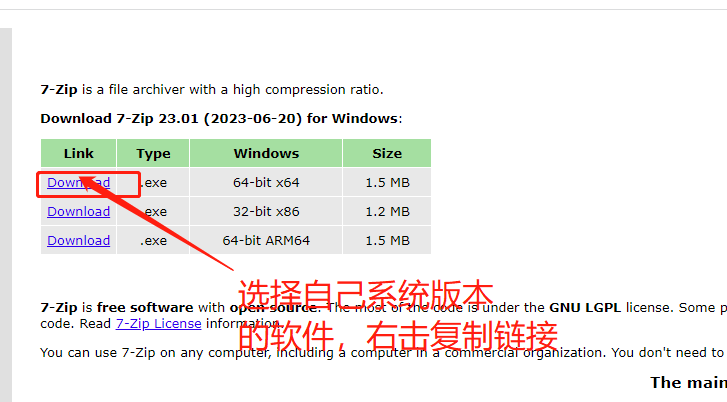 7-Zip is a file archiver with a high compression ratio.
Download 7-Zip 23.01 (2023-06-20) for Windows:
Link Type Windows Size
Download .exe 64-bit x64 1.5 MB
Download .exe 32-bit x86 1.2 MB
Download .exe 64-bit ARM64 1.5 MB
选择自己系统版本
的软件，右击复制链接
7-Zip is free software with open source. The most of the code is under the GNU LGPL license. Some p
code. Read 7-Zip License information.
You can use 7-Zip on any computer, including a computer in a commercial organization. You don't need to
The main